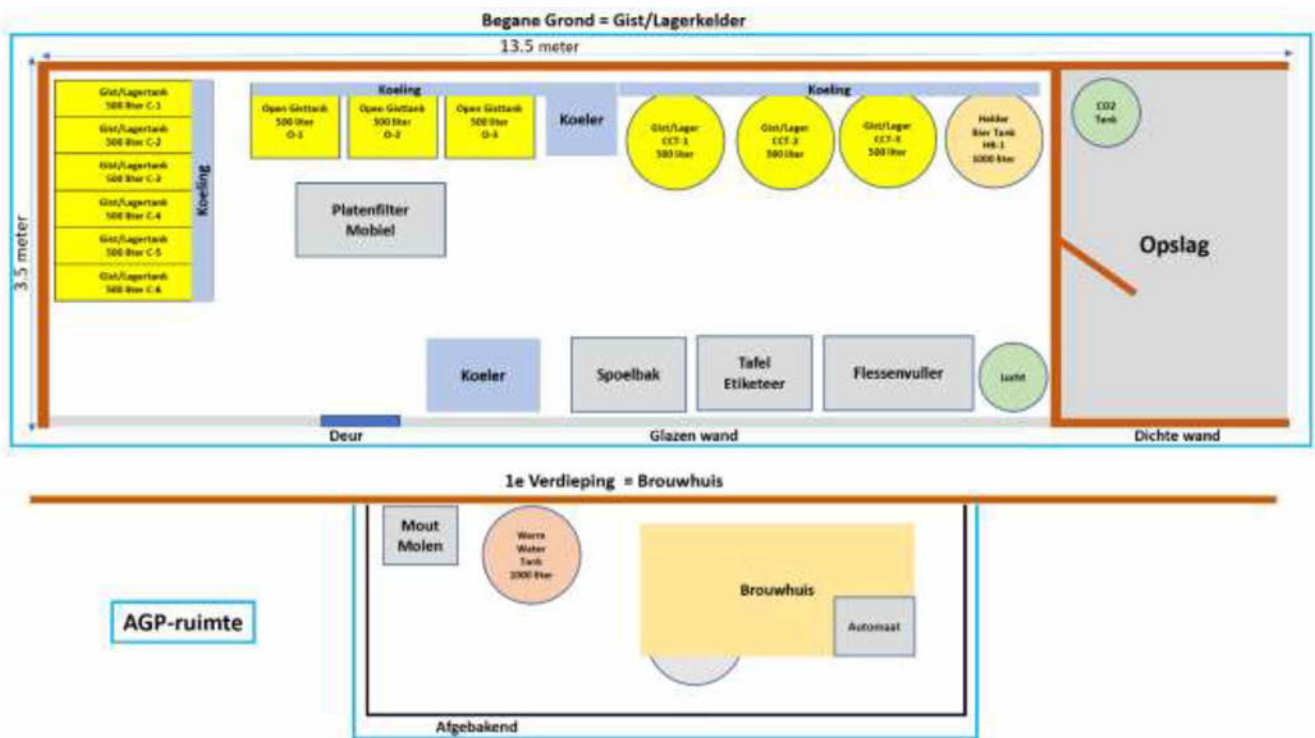 Begane Grond = Gist/Lagerkelder
13.5 meter
3.5 meter
Gist/Lagertank
500 liter C-1
Gist/Lagertank
500 liter C-2
Gist/Lagertank
500 liter C-3
Gist/Lagertank
500 liter C-4
Gist/Lagertank
500 liter C-5
Gist/Lagertank
500 liter C-6
Koeling
Koeling
Open Gisttank
500 liter
O-1
Open Gisttank
500 liter
O-2
Open Gisttank
500 liter
O-3
Koeler
Koeling
Gist/Lager
CCT-1
500 liter
Gist/Lager
CCT-2
500 liter
Gist/Lager
CCT-3
500 liter
Helder
Bier Tank
HB-1
1000 liter
CO2
Tank
Platenfilter
Mobiel
Opslag
Koeler
Spoelbak
Tafel
Etiketeer
Flessenvuller
Lucht
Deur
Glazen wand
Dichte wand
1e Verdieping = Brouwhuis
Mout
Molen
Warm
Water
Tank
1000 liter
Brouwhuis
Automaat
AGP-ruimte
Afgebakend